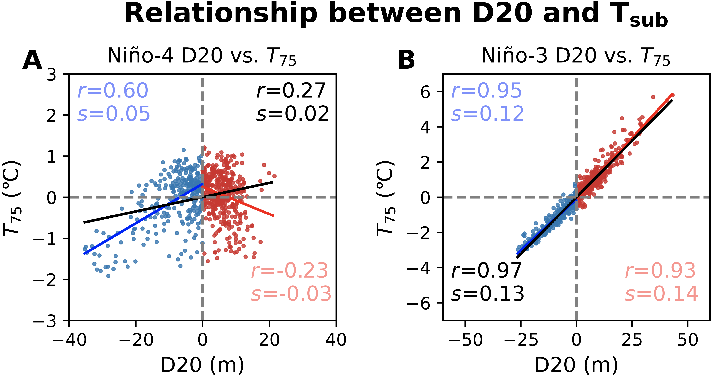 Relationship between D20 and Tsub
A
Niño-4 D20 vs. T75
r=0.60
s=0.05
r=0.27
s=0.02
r=-0.23
s=-0.03
3
2
1
0
−1
−2
−3
T75 (°C)
−40 −20 0 20 40
D20 (m)
B
Niño-3 D20 vs. T75
r=0.95
s=0.12
r=0.97
s=0.13
r=0.93
s=0.14
6
4
2
0
−2
−4
−6
T75 (°C)
−50 −25 0 25 50
D20 (m)